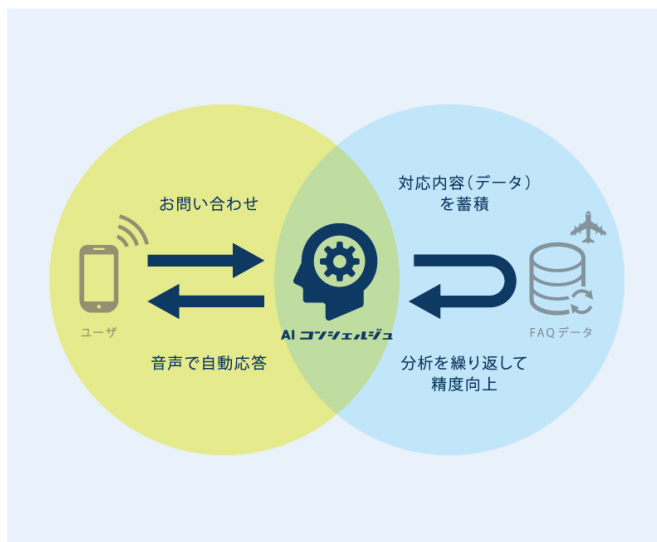 お問い合わせ
対応内容（データ）
を蓄積
ユーザ
AI コンシェルジュ
FAQデータ
音声で自動応答
分析を繰り返して
精度向上